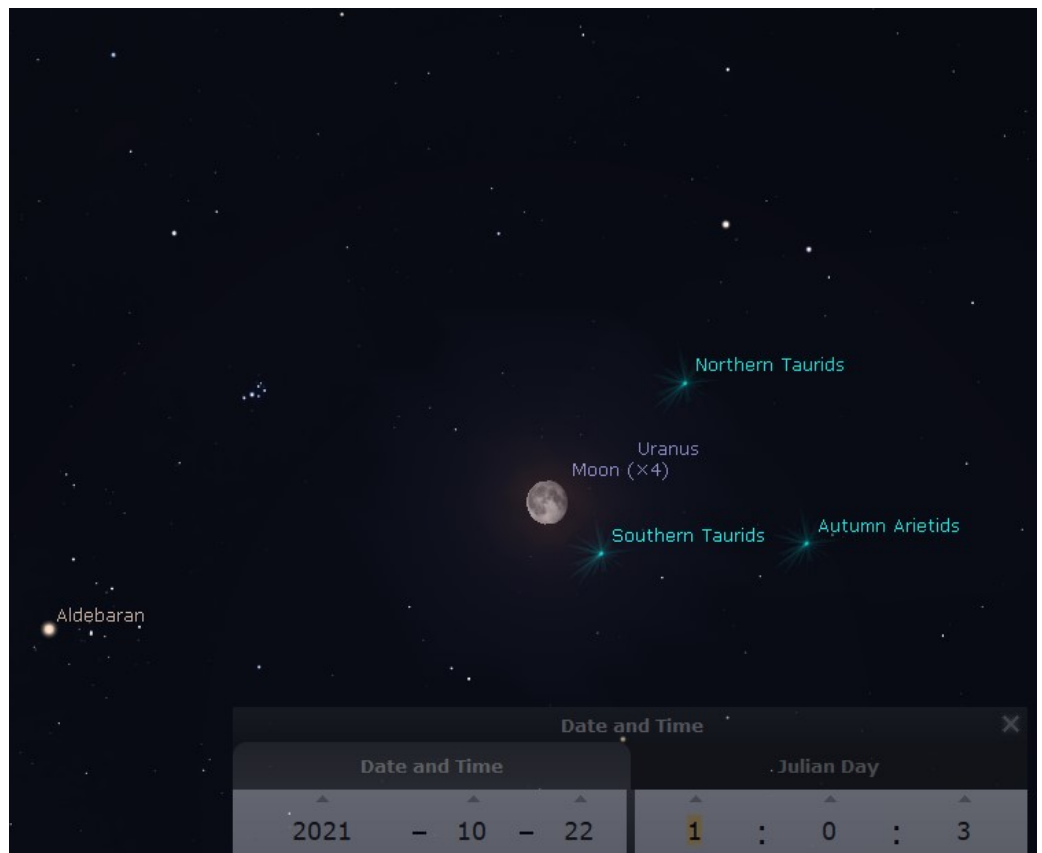 Northern Taurids
Uranus
Moon (×4)
Southern Taurids
Autumn Arietids
Aldebaran
Date and Time
Date and Time
Julian Day
2021 - 10 - 22
1 : 0 : 3